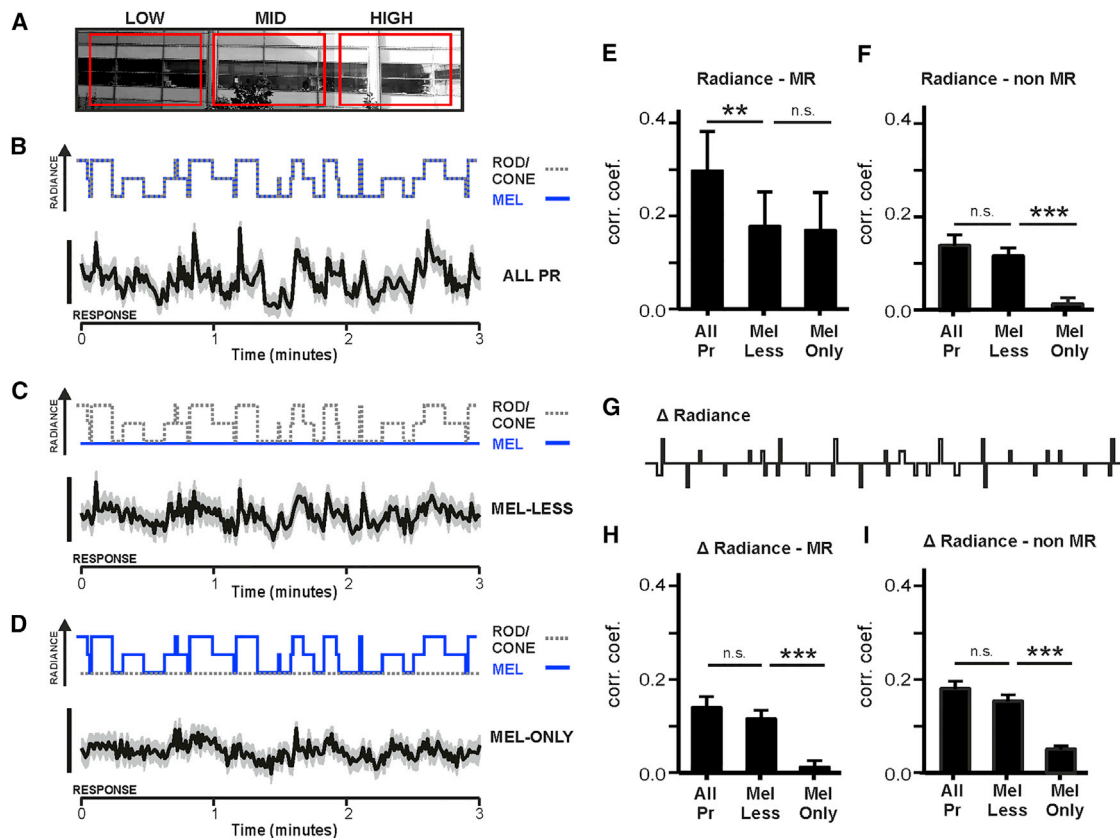 A
LOW MID HIGH
B
RADIANCE
ROD/
CONE
MEL
ALL PR
RESPONSE
0 1 2 3
Time (minutes)
C
RADIANCE
ROD/
CONE
MEL
MEL-LESS
RESPONSE
0 1 2 3
Time (minutes)
D
RADIANCE
ROD/
CONE
MEL
MEL-ONLY
RESPONSE
0 1 2 3
Time (minutes)
E
Radiance - MR
corr. coef.
0.4
0.2
0.0
** n.s.
All Mel Mel
Pr Less Only
F
Radiance - non MR
corr. coef.
0.4
0.2
0.0
n.s. ***
All Mel Mel
Pr Less Only
G
Δ Radiance
H
Δ Radiance - MR
corr. coef.
0.4
0.2
0.0
n.s. ***
All Mel Mel
Pr Less Only
I
Δ Radiance - non MR
corr. coef.
0.4
0.2
0.0
n.s. ***
All Mel Mel
Pr Less Only